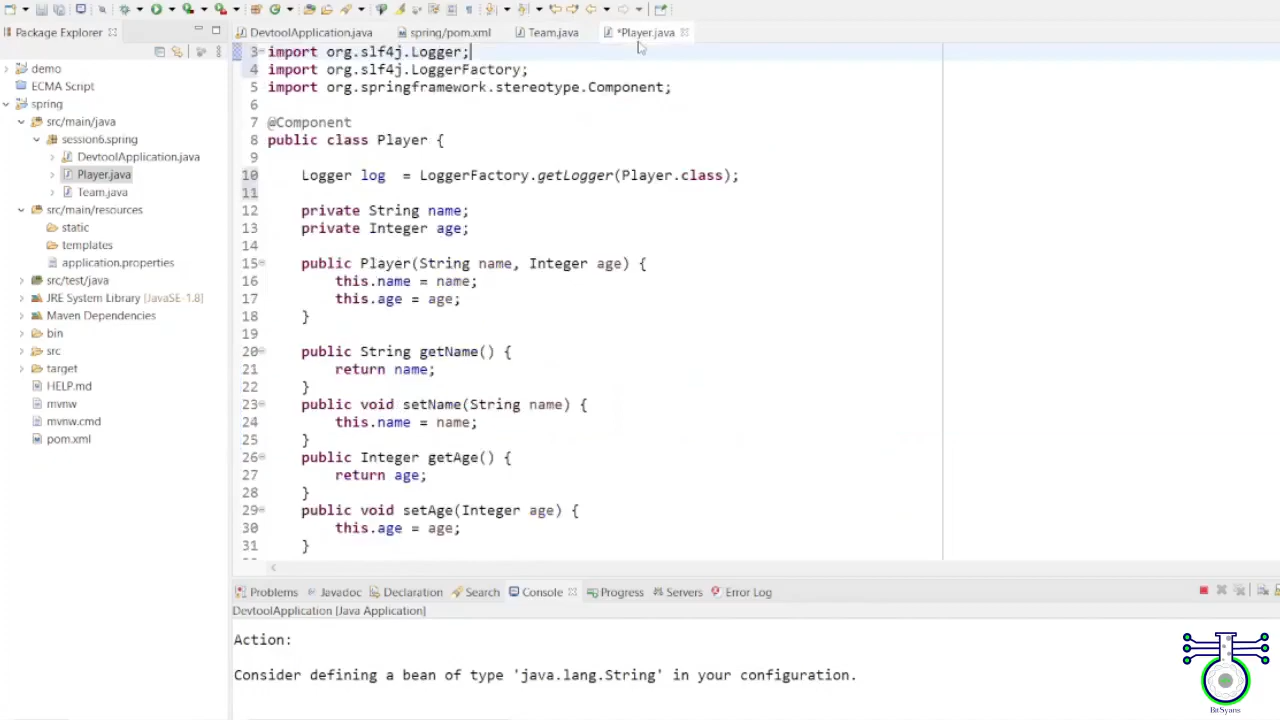 DevtoolApplication.java
spring/pom.xml
Team.java
*Player.java
Package Explorer
demo
ECMA Script
spring
src/main/java
session6.spring
DevtoolApplication.java
Player.java
Team.java
src/main/resources
static
templates
application.properties
src/test/java
JRE System Library [JavaSE-1.8]
Maven Dependencies
bin
src
target
HELP.md
mvnw
mvnw.cmd
pom.xml
3 import org.slf4j.Logger;
4 import org.slf4j.LoggerFactory;
5 import org.springframework.stereotype.Component;
6
7 @Component
8 public class Player {
9
10 Logger log = LoggerFactory.getLogger(Player.class);
11
12 private String name;
13 private Integer age;
14
15 public Player(String name, Integer age) {
16 this.name = name;
17 this.age = age;
18 }
19
20 public String getName() {
21 return name;
22 }
23 public void setName(String name) {
24 this.name = name;
25 }
26 public Integer getAge() {
27 return age;
28 }
29 public void setAge(Integer age) {
30 this.age = age;
31 }
Problems Javadoc Declaration Search Console Progress Servers Error Log
DevtoolApplication [Java Application]
Action:
Consider defining a bean of type 'java.lang.String' in your configuration.
BitSyans